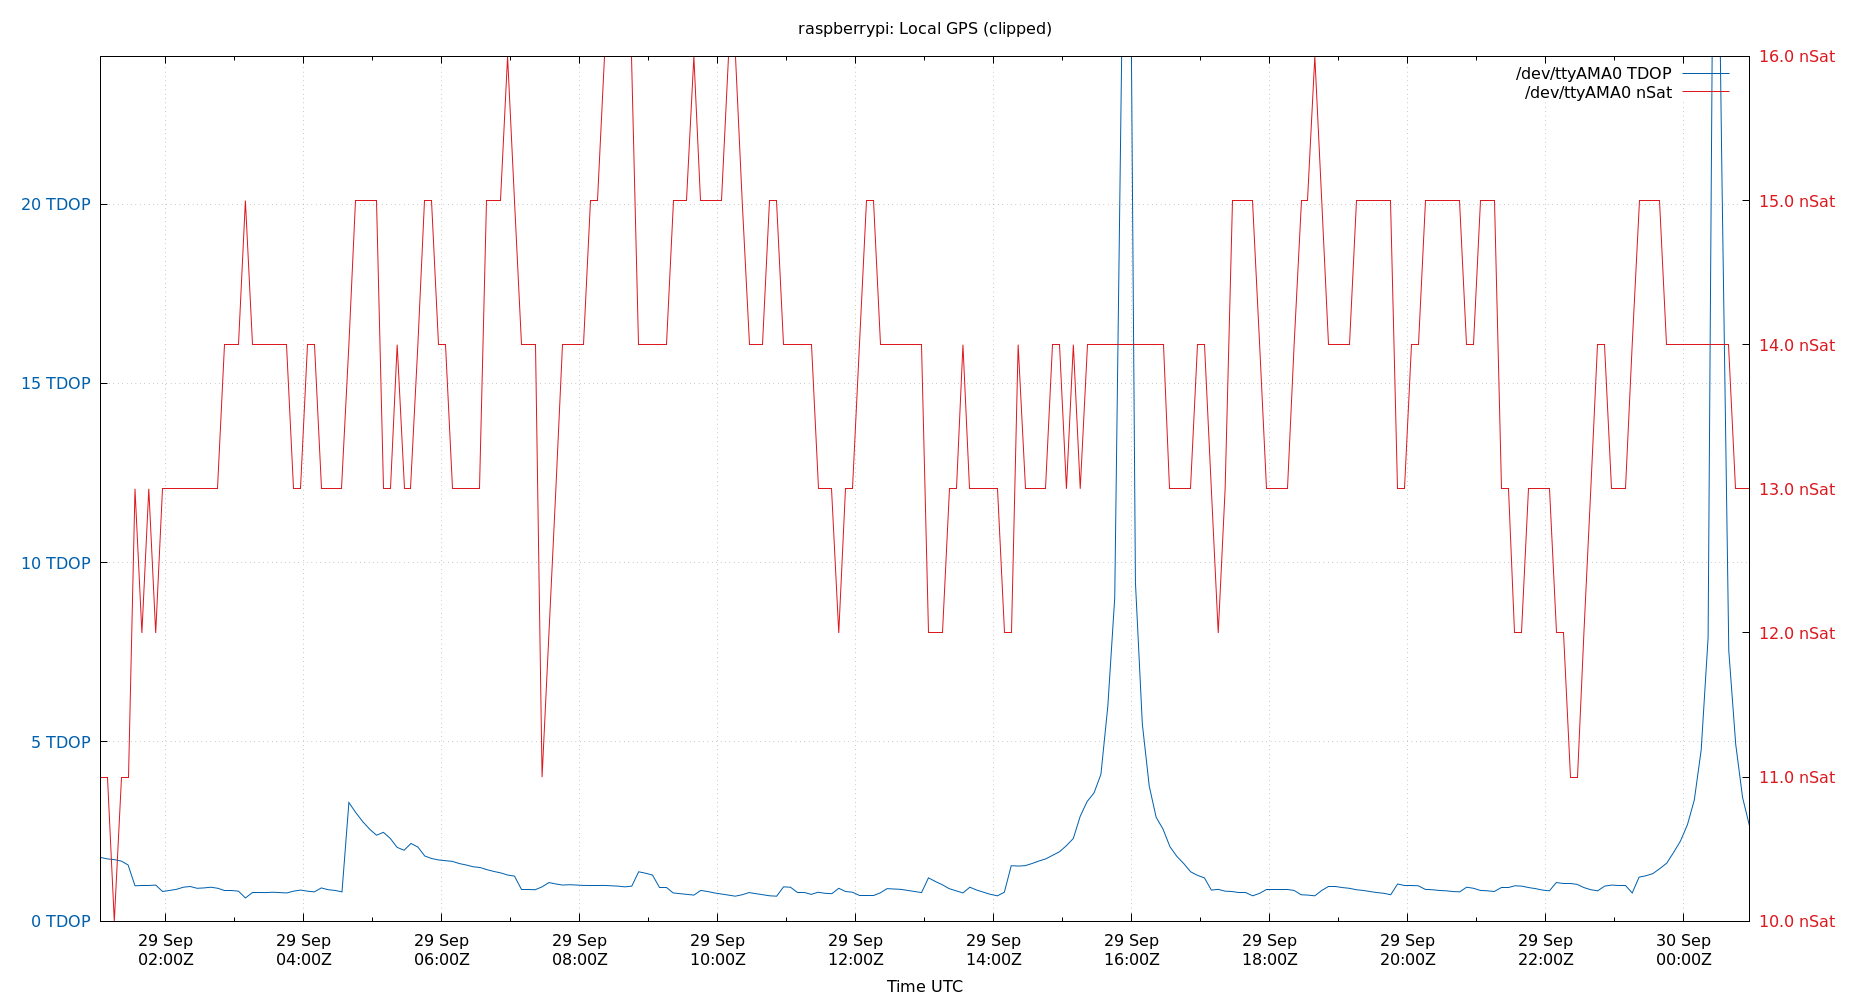 raspberrypi: Local GPS (clipped)
16.0 nSat
/dev/ttyAMA0 TDOP
/dev/ttyAMA0 nSat
20 TDOP
15.0 nSat
14.0 nSat
15 TDOP
13.0 nSat
10 TDOP
12.0 nSat
5 TDOP
11.0 nSat
0 TDOP
10.0 nSat
29 Sep 29 Sep 29 Sep 29 Sep 29 Sep 29 Sep 29 Sep 29 Sep 29 Sep 29 Sep 29 Sep 30 Sep
02:00Z 04:00Z 06:00Z 08:00Z 10:00Z 12:00Z 14:00Z 16:00Z 18:00Z 20:00Z 22:00Z 00:00Z
Time UTC